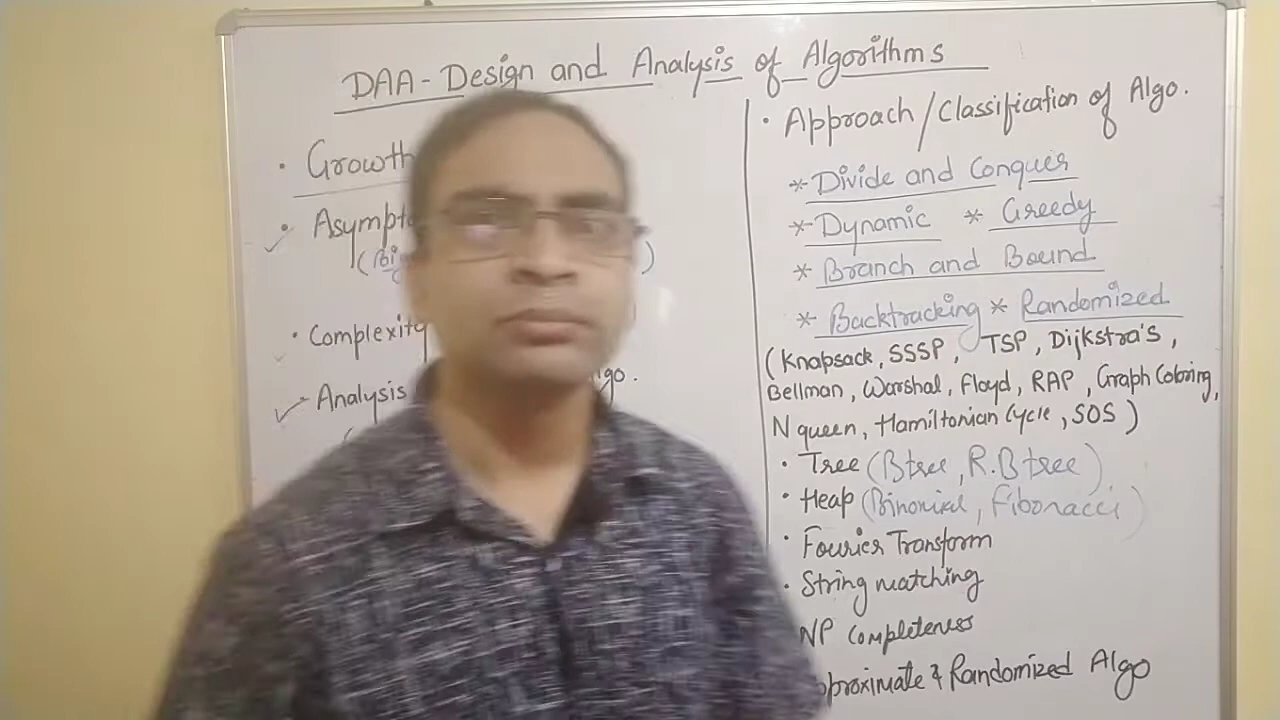 DAA - Design and Analysis of Algorithms
• Growth
• 
(Bi )
• Complexity
• Analysis
• Approach / Classification of Algo.
* Divide and Conquer
* Dynamic * Greedy
* Branch and Bound
* Backtracking * Randomized
(Knapsack, SSSP, TSP, Dijkstra's,
Bellman, Warshal, Floyd, RAP, Graph Coloring,
N queen, Hamiltonian Cycle, SOS)
• Tree (B tree, R.B tree)
• Heap (Binomial, Fibonacci)
• Fourier Transform
• String matching
NP Completeness
& Randomized Algo